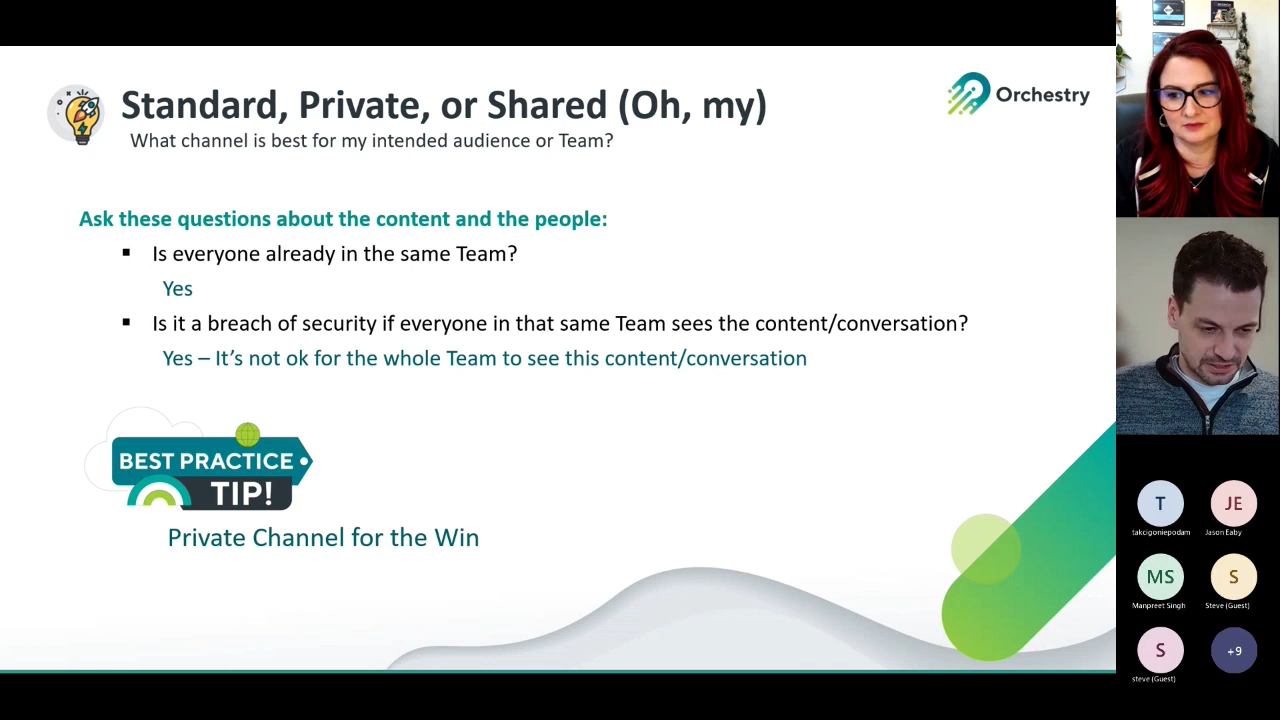 Standard, Private, or Shared (Oh, my)
What channel is best for my intended audience or Team?
Orchestry
Ask these questions about the content and the people:
Is everyone already in the same Team?
Yes
Is it a breach of security if everyone in that same Team sees the content/conversation?
Yes – It's not ok for the whole Team to see this content/conversation
BEST PRACTICE
TIP!
Private Channel for the Win
T
takcigoniepodam
JE
Jason Eaby
MS
Manpreet Singh
S
Steve (Guest)
S
steve (Guest)
+9